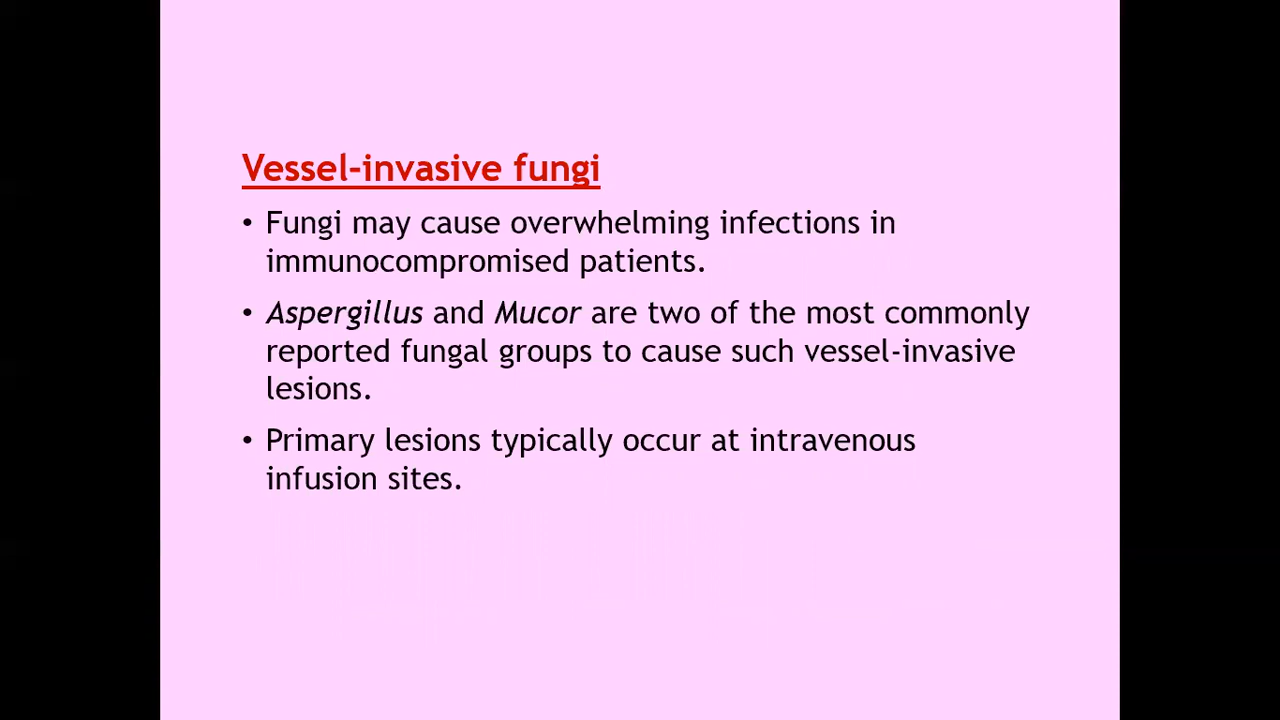 Vessel-invasive fungi
• Fungi may cause overwhelming infections in
immunocompromised patients.
• Aspergillus and Mucor are two of the most commonly
reported fungal groups to cause such vessel-invasive
lesions.
• Primary lesions typically occur at intravenous
infusion sites.